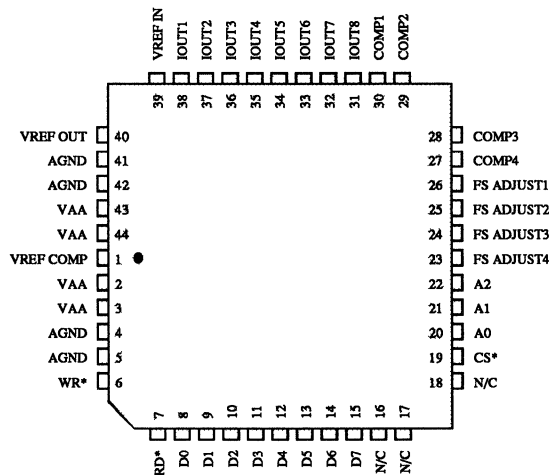 VREF IN IOUT1 IOUT2 IOUT3 IOUT4 IOUT5 IOUT6 IOUT7 IOUT8 COMP1 COMP2
39 38 37 36 35 34 33 32 31 30 29
VREF OUT 40 28 COMP3
AGND 41 27 COMP4
AGND 42 26 FS ADJUST1
VAA 43 25 FS ADJUST2
VAA 44 24 FS ADJUST3
VREF COMP 1 23 FS ADJUST4
VAA 2 22 A2
VAA 3 21 A1
AGND 4 20 A0
AGND 5 19 CS*
WR* 6 18 N/C
7 8 9 10 11 12 13 14 15 16 17
RD* D0 D1 D2 D3 D4 D5 D6 D7 N/C N/C